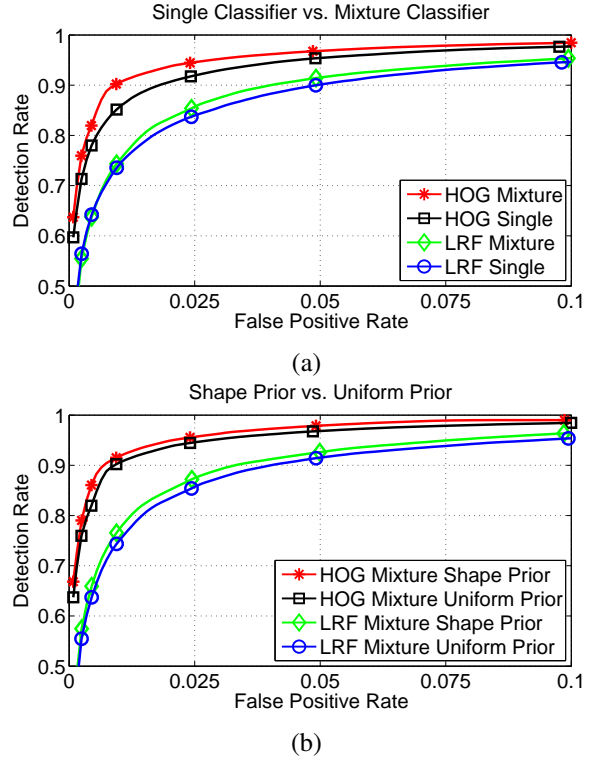 Single Classifier vs. Mixture Classifier
1
0.9
0.8
0.7
0.6
0.5
Detection Rate
HOG Mixture
HOG Single
LRF Mixture
LRF Single
0 0.025 0.05 0.075 0.1
False Positive Rate
(a)
Shape Prior vs. Uniform Prior
1
0.9
0.8
0.7
0.6
0.5
Detection Rate
HOG Mixture Shape Prior
HOG Mixture Uniform Prior
LRF Mixture Shape Prior
LRF Mixture Uniform Prior
0 0.025 0.05 0.075 0.1
False Positive Rate
(b)